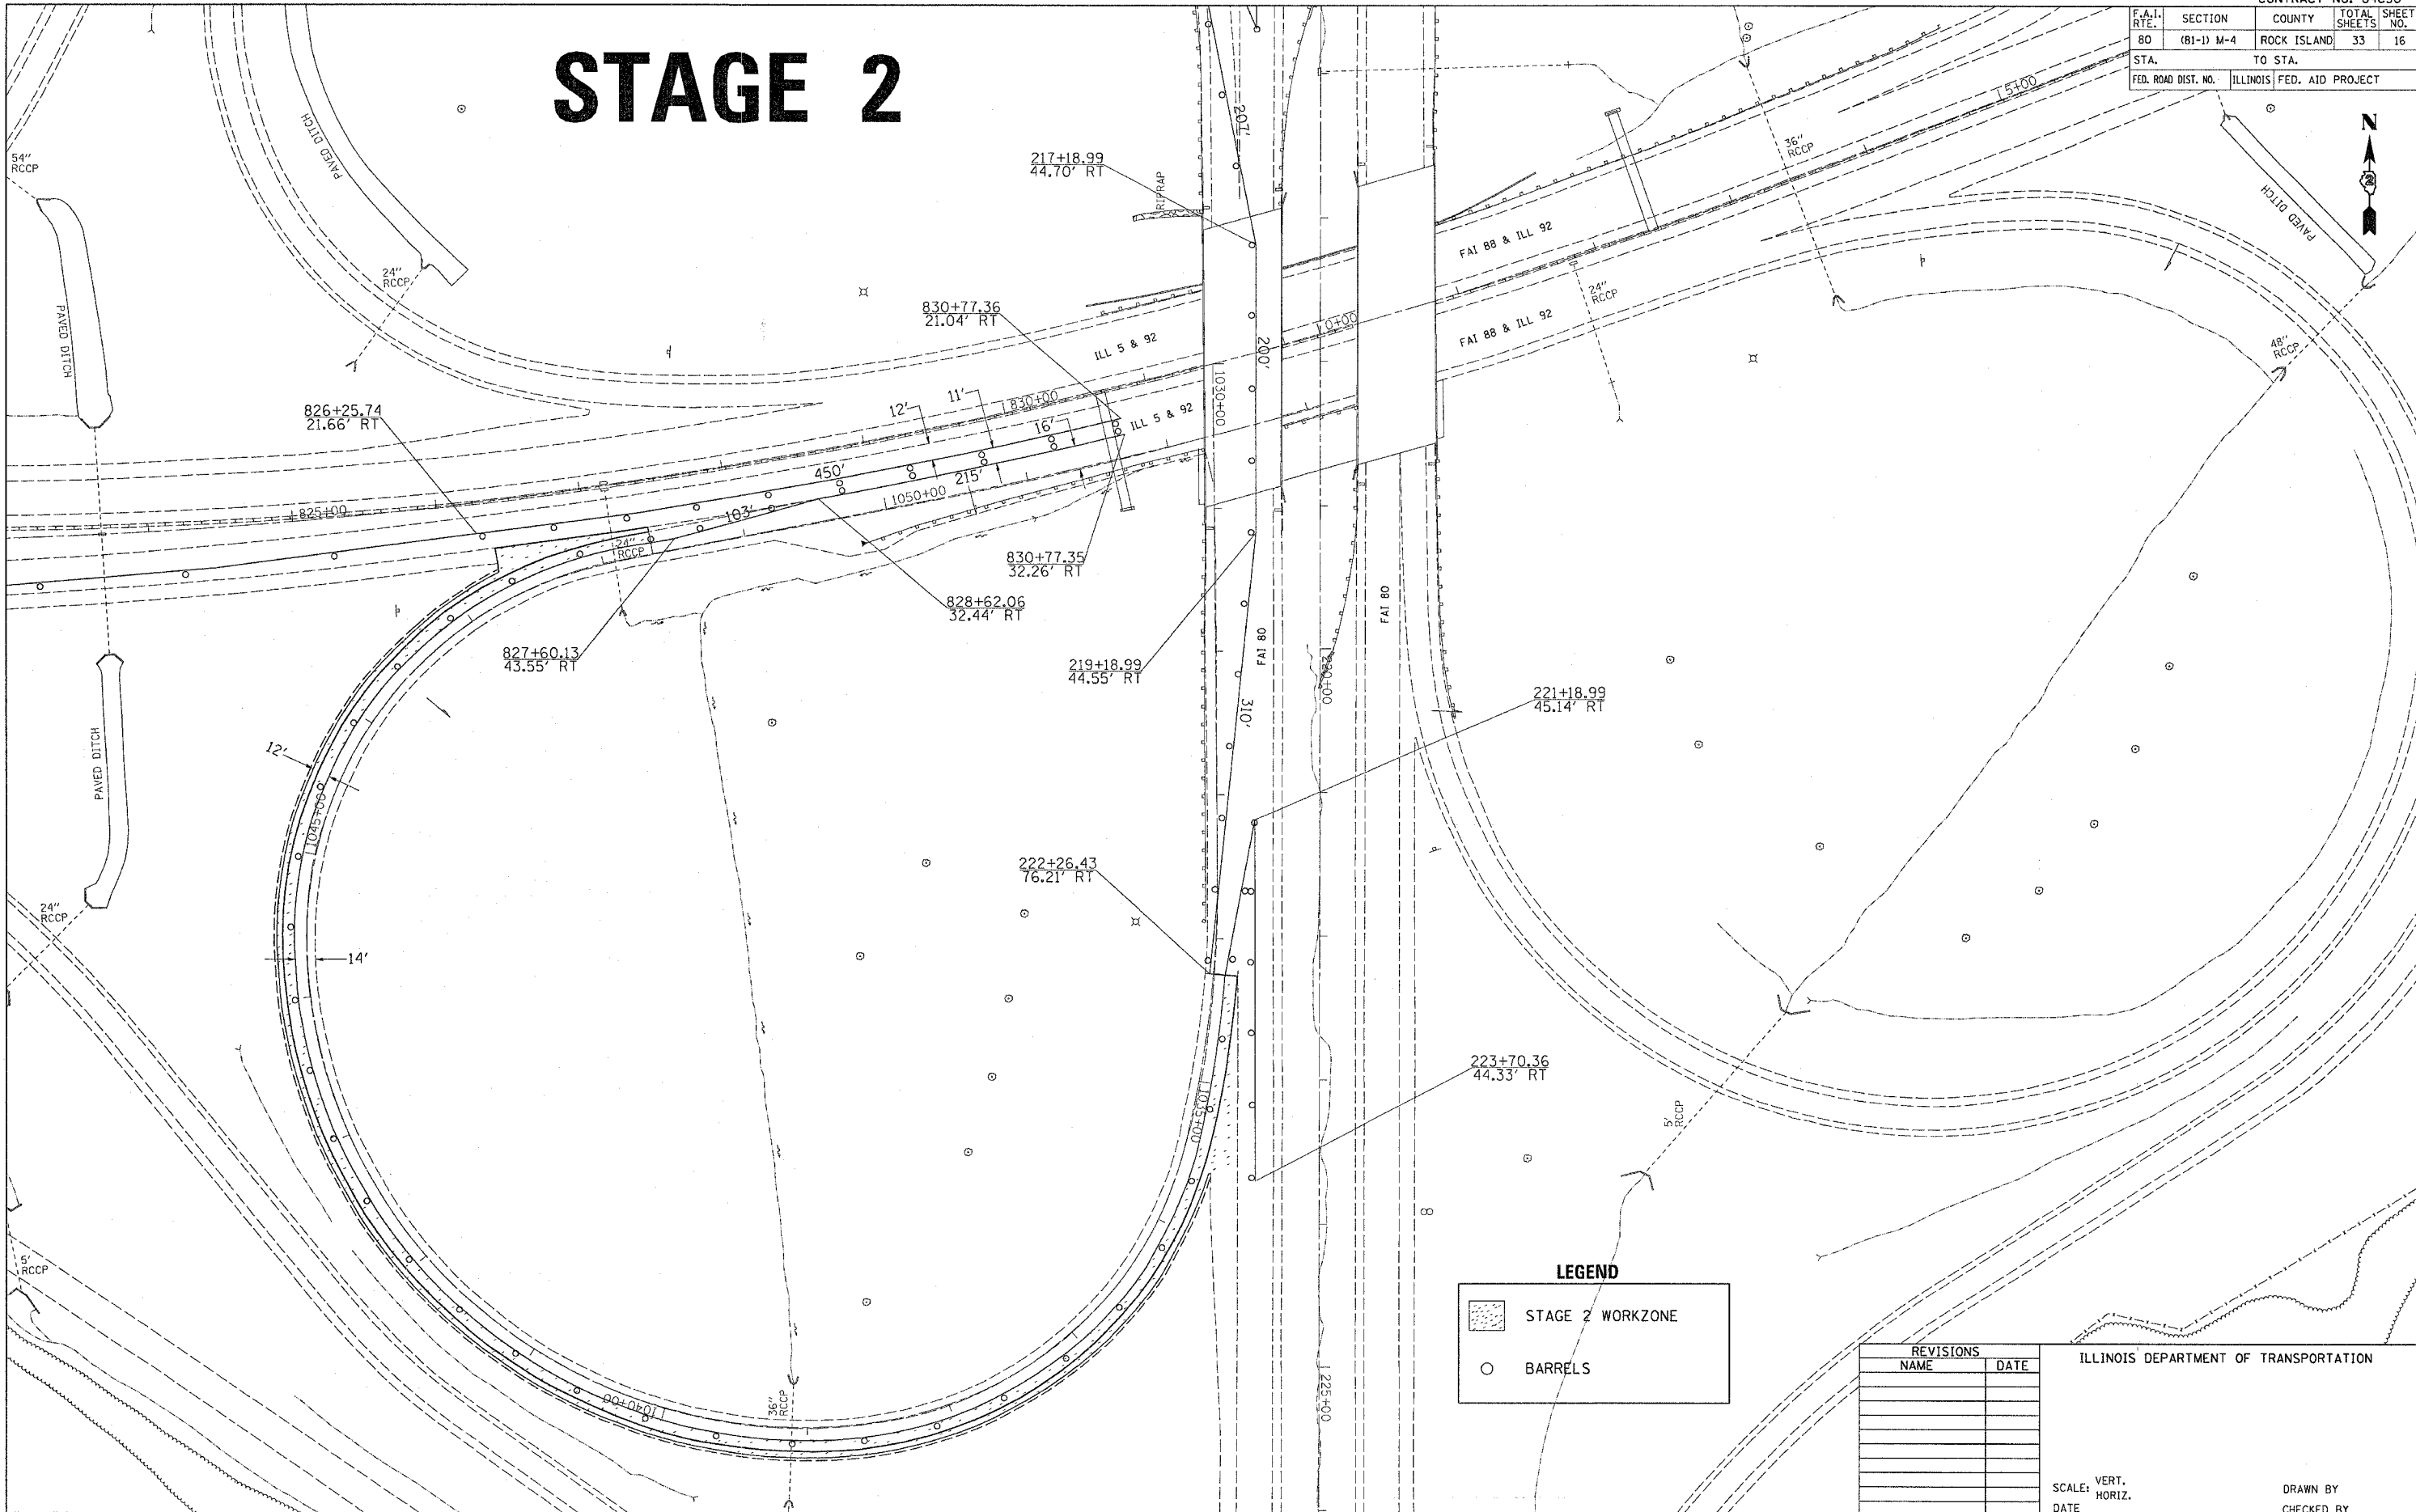 STAGE 2
F.A.I. RTE. SECTION COUNTY TOTAL SHEETS SHEET NO.
80 (81-1) M-4 ROCK ISLAND 33 16
STA. TO STA.
FED. ROAD DIST. NO. ILLINOIS FED. AID PROJECT
N
54" RCCP
PAVED DITCH
24" RCCP
PAVED DITCH
207'
217+18.99
44.70' RT
RIPRAP
36" RCCP
15+00
PAVED DITCH
FAI 88 & ILL 92
24" RCCP
FAI 88 & ILL 92
48" RCCP
830+77.36
21.04' RT
ILL 5 & 92
10+00
200'
1030+00
826+25.74
21.66' RT
12'
11'
830+00
16'
ILL 5 & 92
450'
215'
1050+00
103'
825+00
24" RCCP
830+77.35
32.26' RT
828+62.06
32.44' RT
827+60.13
43.55' RT
219+18.99
44.55' RT
FAI 80
FAI 80
220+00
221+18.99
45.14' RT
310'
PAVED DITCH
12'
1045+00
24" RCCP
222+26.43
76.21' RT
14'
223+70.36
44.33' RT
1035+00
5' RCCP
5' RCCP
1040+00
36" RCCP
225+00
LEGEND
STAGE 2 WORKZONE
BARRELS
REVISIONS
NAME DATE
ILLINOIS DEPARTMENT OF TRANSPORTATION
SCALE: VERT.
HORIZ.
DATE
DRAWN BY
CHECKED BY